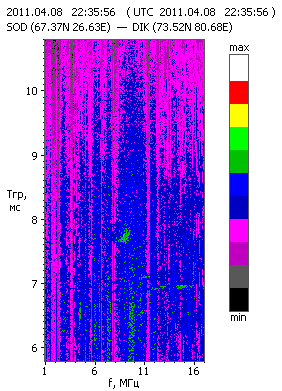 2011.04.08 22:35:56 (UTC 2011.04.08 22:35:56)
SOD (67.37N 26.63E) — DIK (73.52N 80.68E)
max
10
9
Тгр,
мс
8
7
6
min
1 6 11 16
f, МГц